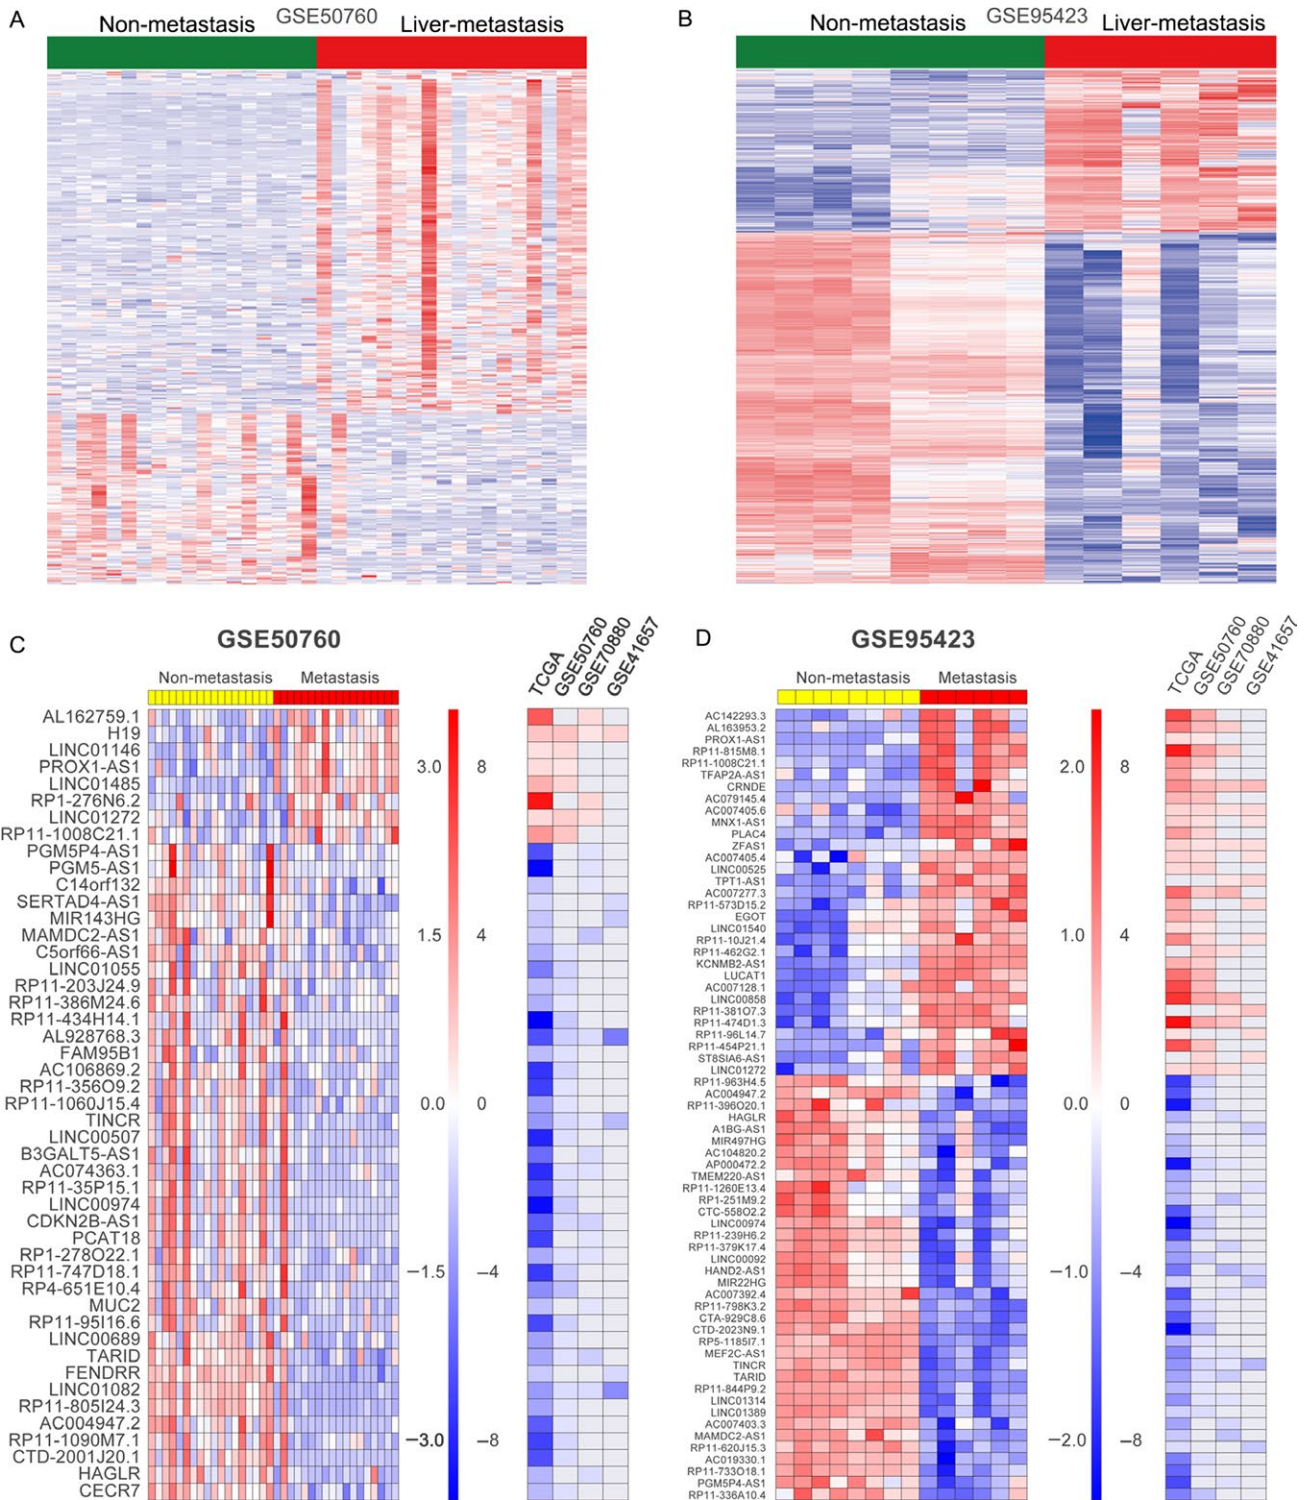 A
Non-metastasis
GSE50760
Liver-metastasis
B
Non-metastasis
GSE95423
Liver-metastasis
C
GSE50760
Non-metastasis
Metastasis
TCGA
GSE50760
GSE70880
GSE41657
AL162759.1
H19
LINC01146
PROX1-AS1
LINC01485
RP1-276N6.2
LINC01272
RP11-1008C21.1
PGM5P4-AS1
PGM5-AS1
C14orf132
SERTAD4-AS1
MIR143HG
MAMDC2-AS1
C5orf66-AS1
LINC01055
RP11-203J24.9
RP11-386M24.6
RP11-434H14.1
AL928768.3
FAM95B1
AC106869.2
RP11-356O9.2
RP11-1060J15.4
TINCR
LINC00507
B3GALT5-AS1
AC074363.1
RP11-35P15.1
LINC00974
CDKN2B-AS1
PCAT18
RP1-278O22.1
RP11-747D18.1
RP4-651E10.4
MUC2
RP11-95I16.6
LINC00689
TARID
FENDRR
LINC01082
RP11-805I24.3
AC004947.2
RP11-1090M7.1
CTD-2001J20.1
HAGLR
CECR7
3.0
1.5
0.0
−1.5
−3.0
8
4
0
−4
−8
D
GSE95423
Non-metastasis
Metastasis
TCGA
GSE50760
GSE70880
GSE41657
AC142293.3
AL163953.2
PROX1-AS1
RP11-815M8.1
RP11-1008C21.1
TFAP2A-AS1
CRNDE
AC079145.4
AC007405.6
MNX1-AS1
PLAC4
ZFAS1
AC007405.4
LINC00525
TPT1-AS1
AC007277.3
RP11-573D15.2
EGOT
LINC01540
RP11-10J21.4
RP11-462G2.1
KCNMB2-AS1
LUCAT1
AC007128.1
LINC00858
RP11-381O7.3
RP11-474D1.3
RP11-96L14.7
RP11-454P21.1
ST8SIA6-AS1
LINC01272
RP11-963H4.5
AC004947.2
RP11-396O20.1
HAGLR
A1BG-AS1
MIR497HG
AC104820.2
AP000472.2
TMEM220-AS1
RP11-1260E13.4
RP1-251M9.2
CTC-558O2.2
LINC00974
RP11-239H6.2
RP11-379K17.4
LINC00092
HAND2-AS1
MIR22HG
AC007392.4
RP11-798K3.2
CTA-929C8.6
CTD-2023N9.1
RP5-1185I7.1
MEF2C-AS1
TINCR
TARID
RP11-844P9.2
LINC01314
LINC01389
AC007403.3
MAMDC2-AS1
RP11-620J15.3
AC019330.1
RP11-733O18.1
PGM5P4-AS1
RP11-336A10.4
2.0
1.0
0.0
−1.0
−2.0
8
4
0
−4
−8